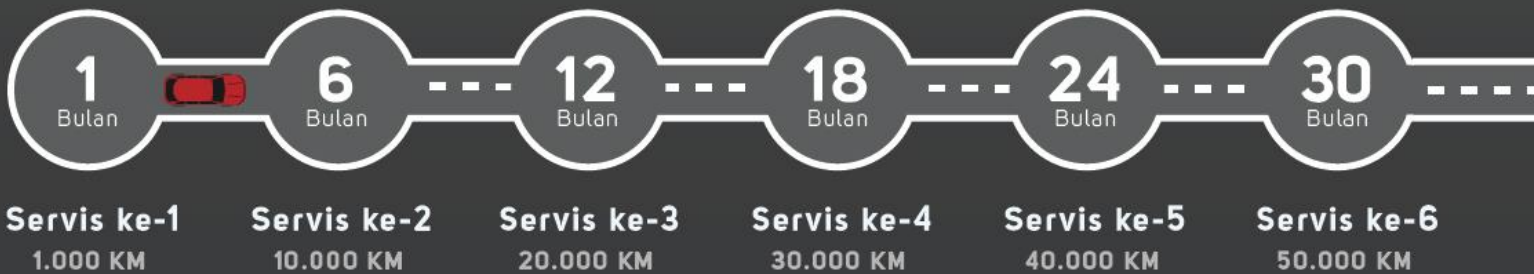 1
Bulan
6
Bulan
12
Bulan
18
Bulan
24
Bulan
30
Bulan
Servis ke-1
1.000 KM
Servis ke-2
10.000 KM
Servis ke-3
20.000 KM
Servis ke-4
30.000 KM
Servis ke-5
40.000 KM
Servis ke-6
50.000 KM